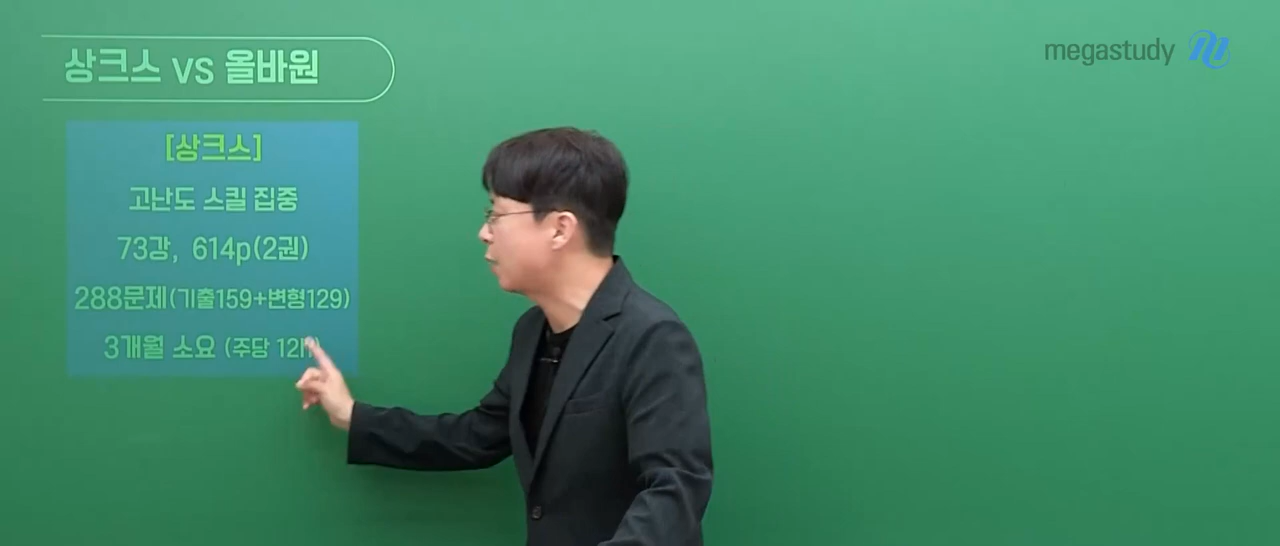 상크스 vs 올바원
megastudy
[상크스]
고난도 스킬 집중
73강, 614p(2권)
288문제(기출159+변형129)
3개월 소요 (주당 12h)